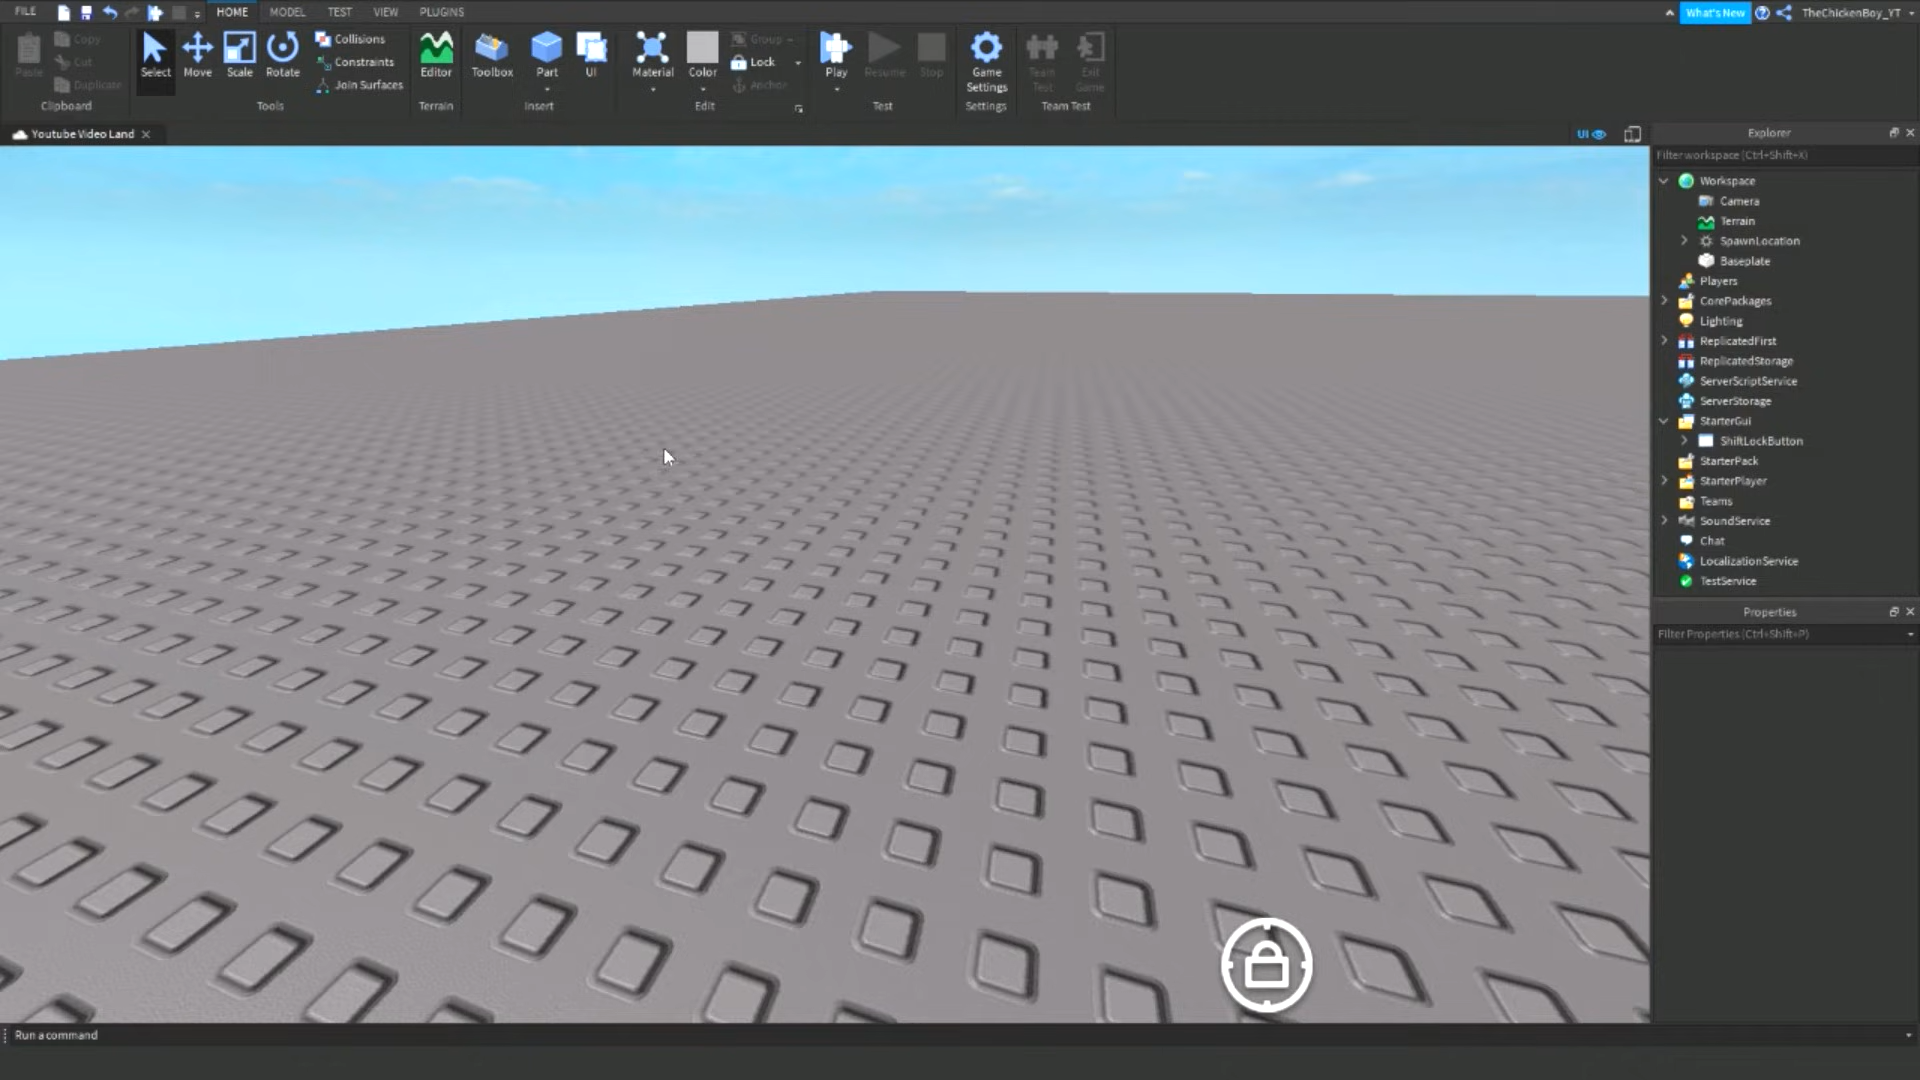 FILE HOME MODEL TEST VIEW PLUGINS What's New TheChickenBoy_YT
Paste Copy Cut Duplicate
Clipboard
Select Move Scale Rotate
Collisions
Constraints
Join Surfaces
Tools
Editor
Terrain
Toolbox Part UI
Insert
Material Color Group Lock Anchor
Edit
Play Resume Stop
Test
Game Settings
Settings
Team Test Exit Game
Team Test
Youtube Video Land UI
Explorer
Filter workspace (Ctrl+Shift+X)
Workspace
Camera
Terrain
SpawnLocation
Baseplate
Players
CorePackages
Lighting
ReplicatedFirst
ReplicatedStorage
ServerScriptService
ServerStorage
StarterGui
ShiftLockButton
StarterPack
StarterPlayer
Teams
SoundService
Chat
LocalizationService
TestService
Properties
Filter Properties (Ctrl+Shift+P)
Run a command